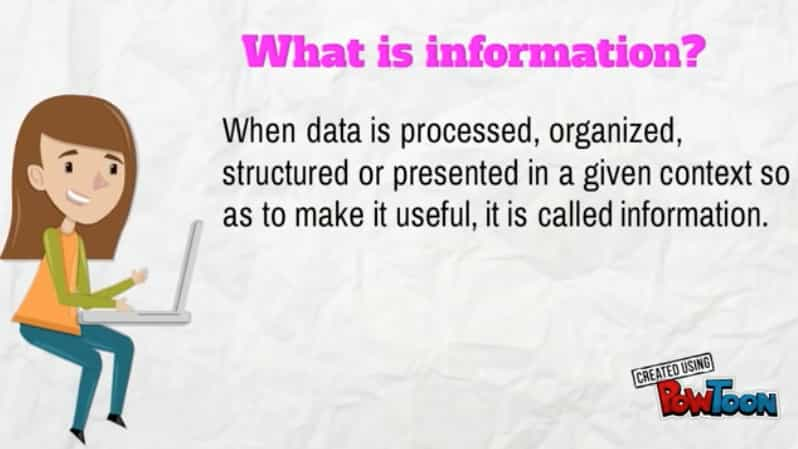 What is information?
When data is processed, organized,
structured or presented in a given context so
as to make it useful, it is called information.
CREATED USING
POWTOON